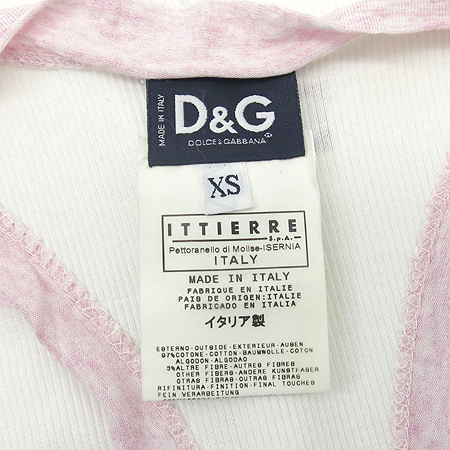 MADE IN ITALY
D&G
DOLCE&GABBANA
XS
ITTIERRE
S.p.A.
Pettoranello di Molise-ISERNIA
ITALY
MADE IN ITALY
FABRIQUE EN ITALIE
PAIS DE ORIGEN:ITALIE
FABRICADO EN ITALIA
イタリア製
ESTERNO-OUTSIDE-EXTERIEUR-AUßEN
97%COTONE-COTTON-BAUMWOLLE-COTON
ALGODON-ALGODAO
3%ALTRE FIBRE-AUTRES FIBRES
OTHER FIBERS-ANDERE KUNSTFASER
OTRAS FIBRAS-OUTRAS FIBRAS
RIFINITURA-FINITION-FINAL TOUCHES
FEIN VERARBEITUNG